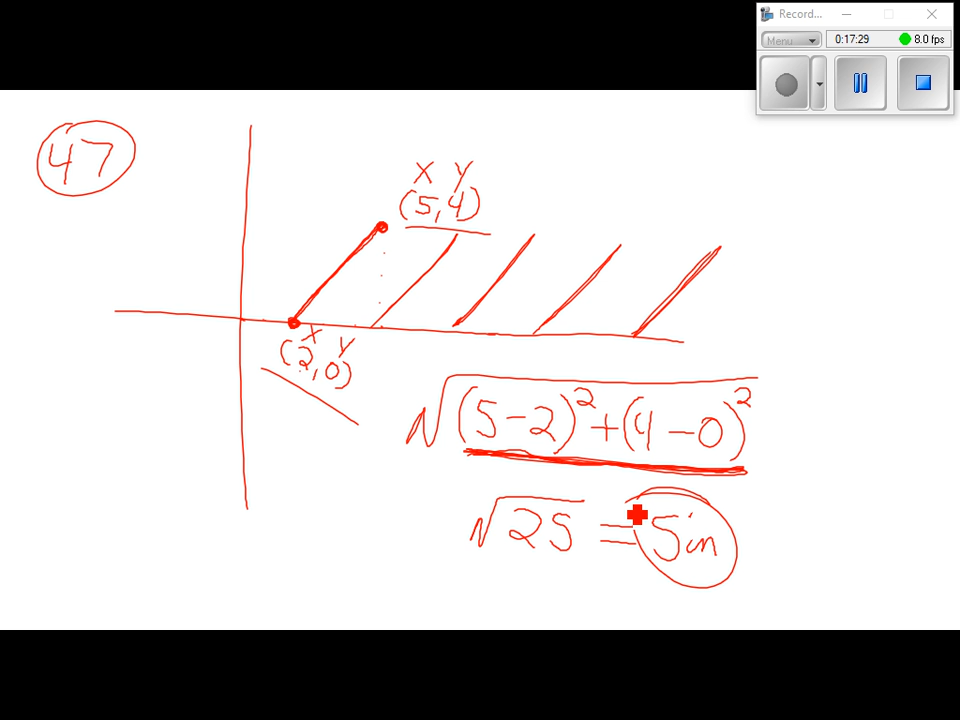 Record...
Menu
0:17:29
8.0 fps
47
X Y
(5,4)
X Y
(2,0)
√(5-2)²+(4-0)²
√25 = 5in